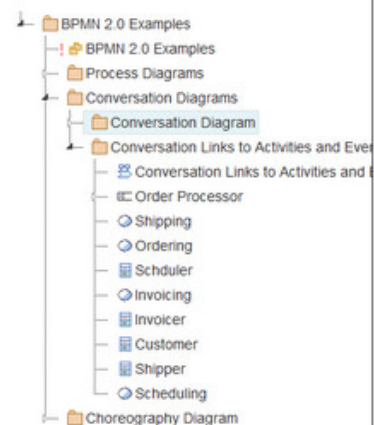 BPMN 2.0 Examples
! BPMN 2.0 Examples
Process Diagrams
Conversation Diagrams
Conversation Diagram
Conversation Links to Activities and Ever
Conversation Links to Activities and E
Order Processor
Shipping
Ordering
Schduler
Invoicing
Invoicer
Customer
Shipper
Scheduling
Choreography Diagram